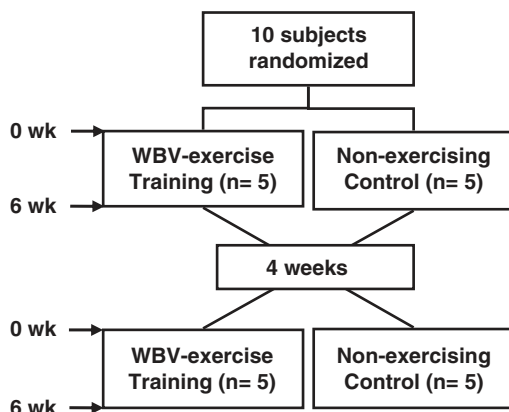 10 subjects
randomized
0 wk
WBV-exercise
Training (n= 5)
Non-exercising
Control (n= 5)
6 wk
4 weeks
0 wk
WBV-exercise
Training (n= 5)
Non-exercising
Control (n= 5)
6 wk